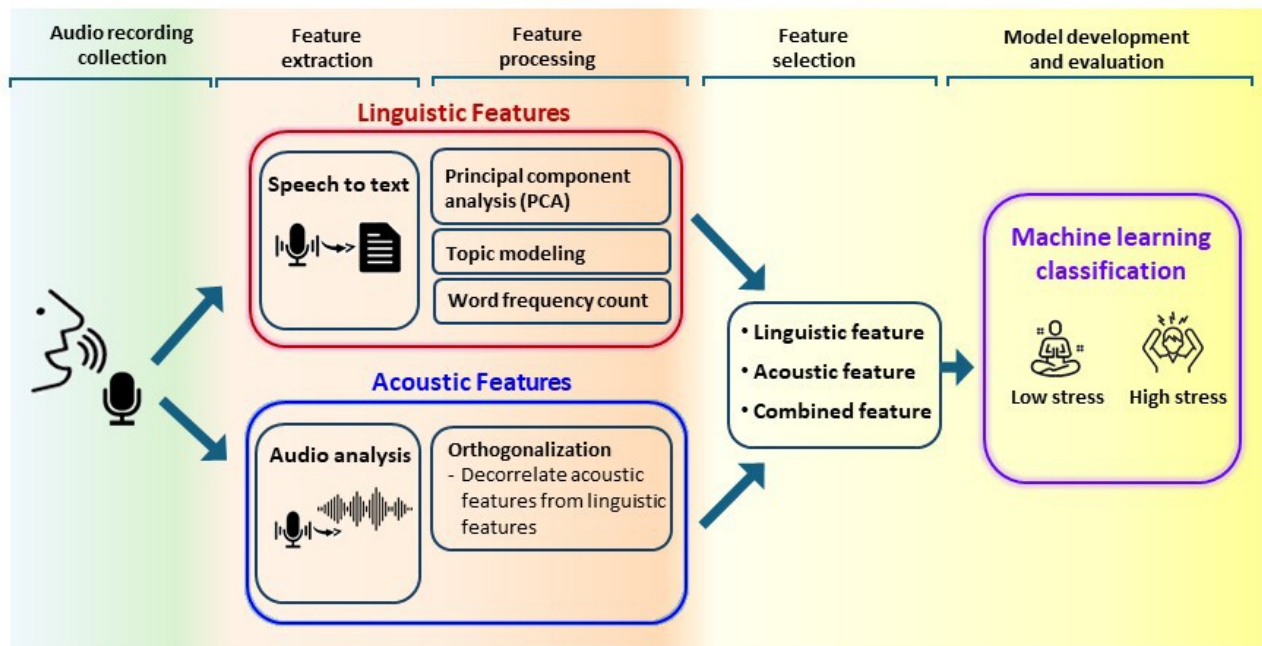 Audio recording
collection
Feature
extraction
Feature
processing
Feature
selection
Model development
and evaluation
Linguistic Features
Speech to text
Principal component
analysis (PCA)
Topic modeling
Word frequency count
Acoustic Features
Audio analysis
Orthogonalization
- Decorrelate acoustic
features from linguistic
features
• Linguistic feature
• Acoustic feature
• Combined feature
Machine learning
classification
Low stress
High stress